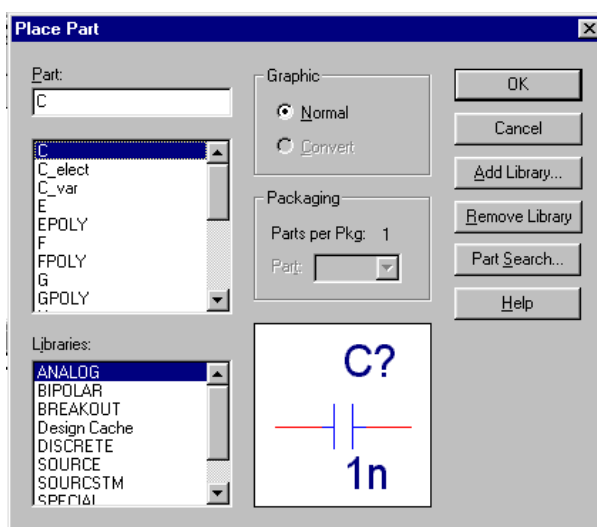 Place Part
Part:
C
C
C_elect
C_var
E
EPOLY
F
FPOLY
G
GPOLY
Libraries:
ANALOG
BIPOLAR
BREAKOUT
Design Cache
DISCRETE
SOURCE
SOURCSTM
SPECIAL
Graphic
Normal
Convert
Packaging
Parts per Pkg: 1
Part:
C?
1n
OK
Cancel
Add Library...
Remove Library
Part Search...
Help